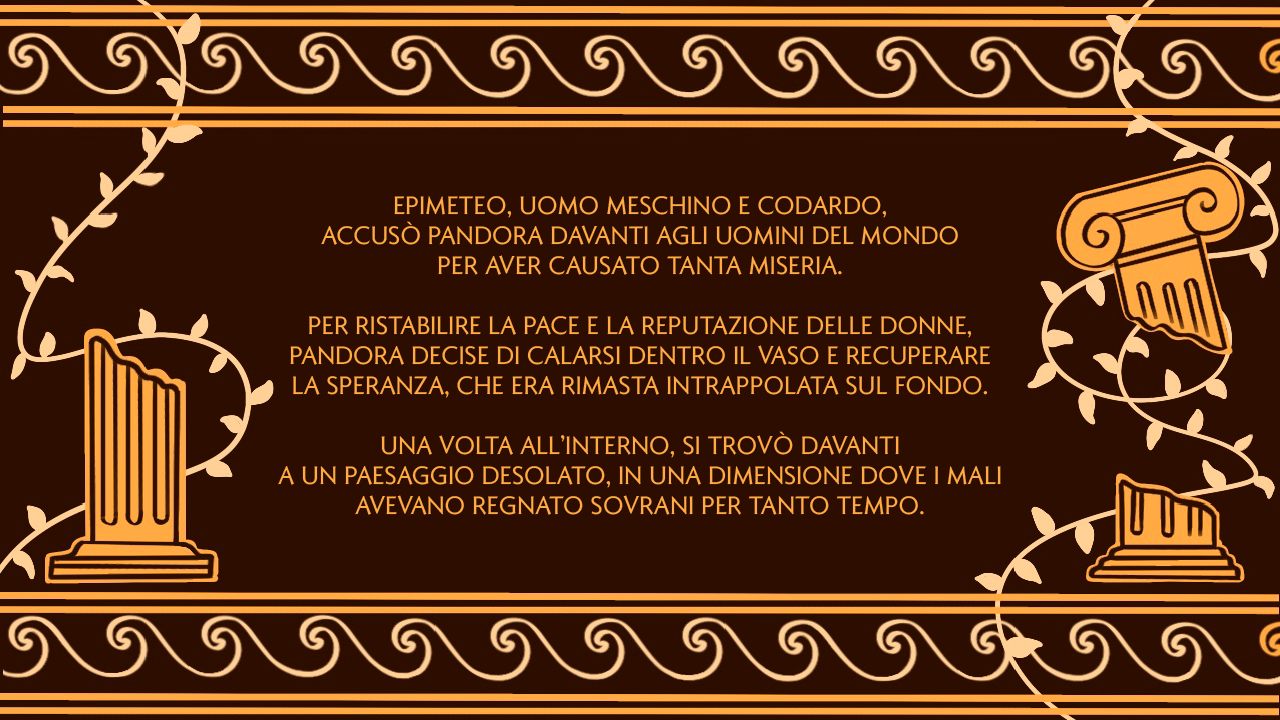 EPIMETEO, UOMO MESCHINO E CODARDO,
ACCUSÒ PANDORA DAVANTI AGLI UOMINI DEL MONDO
PER AVER CAUSATO TANTA MISERIA.
PER RISTABILIRE LA PACE E LA REPUTAZIONE DELLE DONNE,
PANDORA DECISE DI CALARSI DENTRO IL VASO E RECUPERARE
LA SPERANZA, CHE ERA RIMASTA INTRAPPOLATA SUL FONDO.
UNA VOLTA ALL’INTERNO, SI TROVÒ DAVANTI
A UN PAESAGGIO DESOLATO, IN UNA DIMENSIONE DOVE I MALI
AVEVANO REGNATO SOVRANI PER TANTO TEMPO.